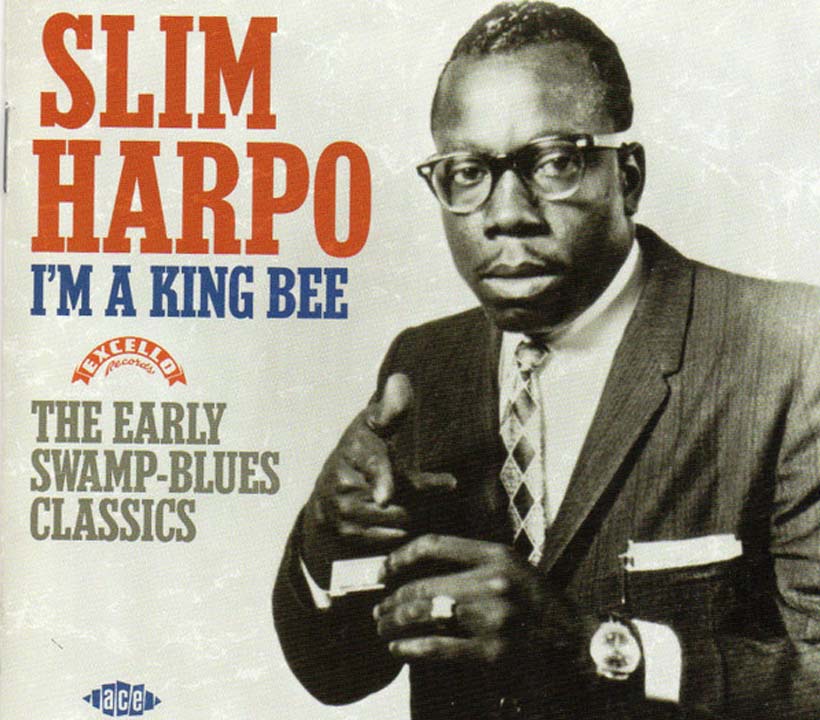 SLIM
HARPO
I'M A KING BEE
EXCELLO
Records
THE EARLY
SWAMP-BLUES
CLASSICS
ace